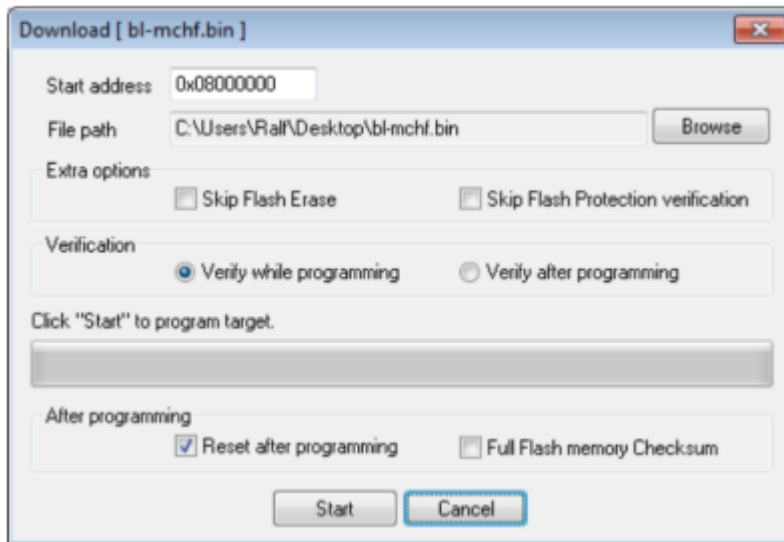 Download [ bl-mchf.bin ]
Start address 0x08000000
File path C:\Users\Ralf\Desktop\bl-mchf.bin Browse
Extra options
Skip Flash Erase Skip Flash Protection verification
Verification
Verify while programming Verify after programming
Click "Start" to program target.
After programming
Reset after programming Full Flash memory Checksum
Start Cancel